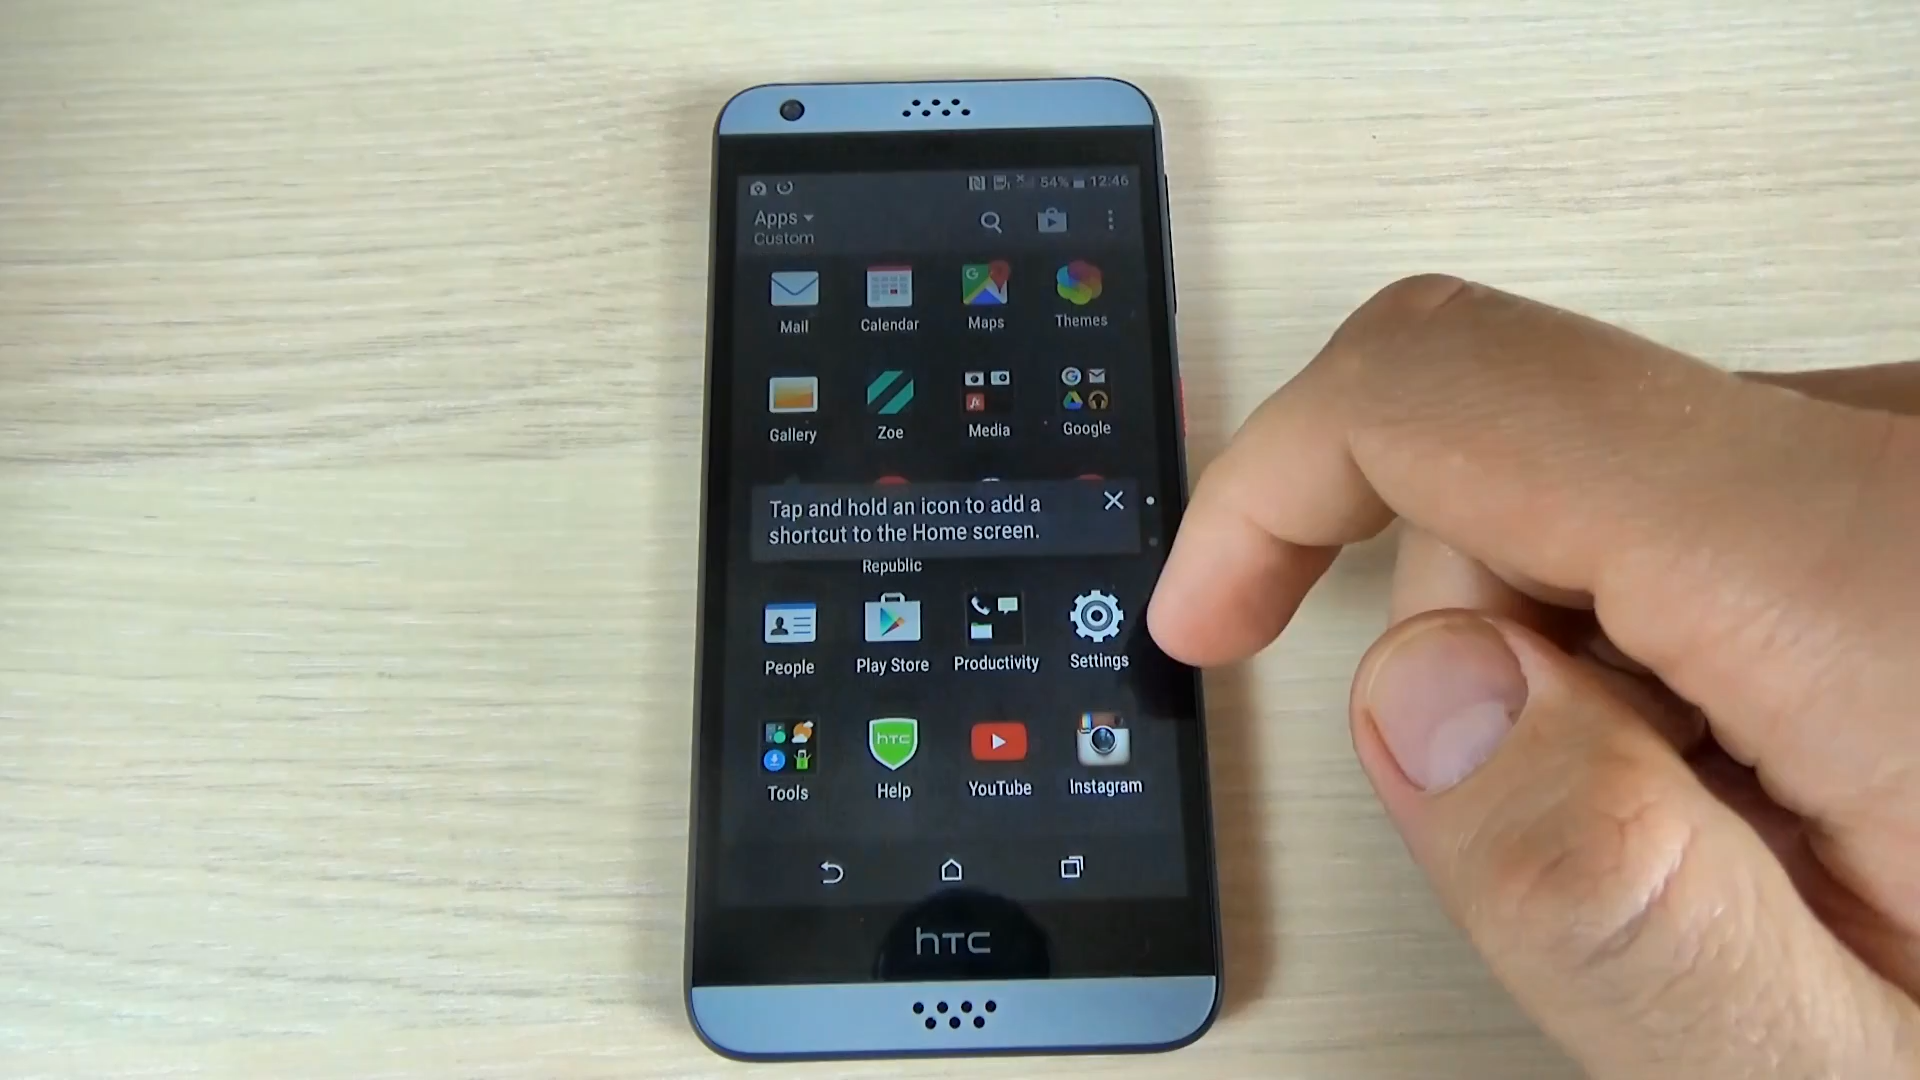 54% 12:46
Apps
Custom
Mail Calendar Maps Themes
Gallery Zoe Media Google
Tap and hold an icon to add a
shortcut to the Home screen.
Republic
People Play Store Productivity Settings
hTC
Tools Help YouTube Instagram
hTC